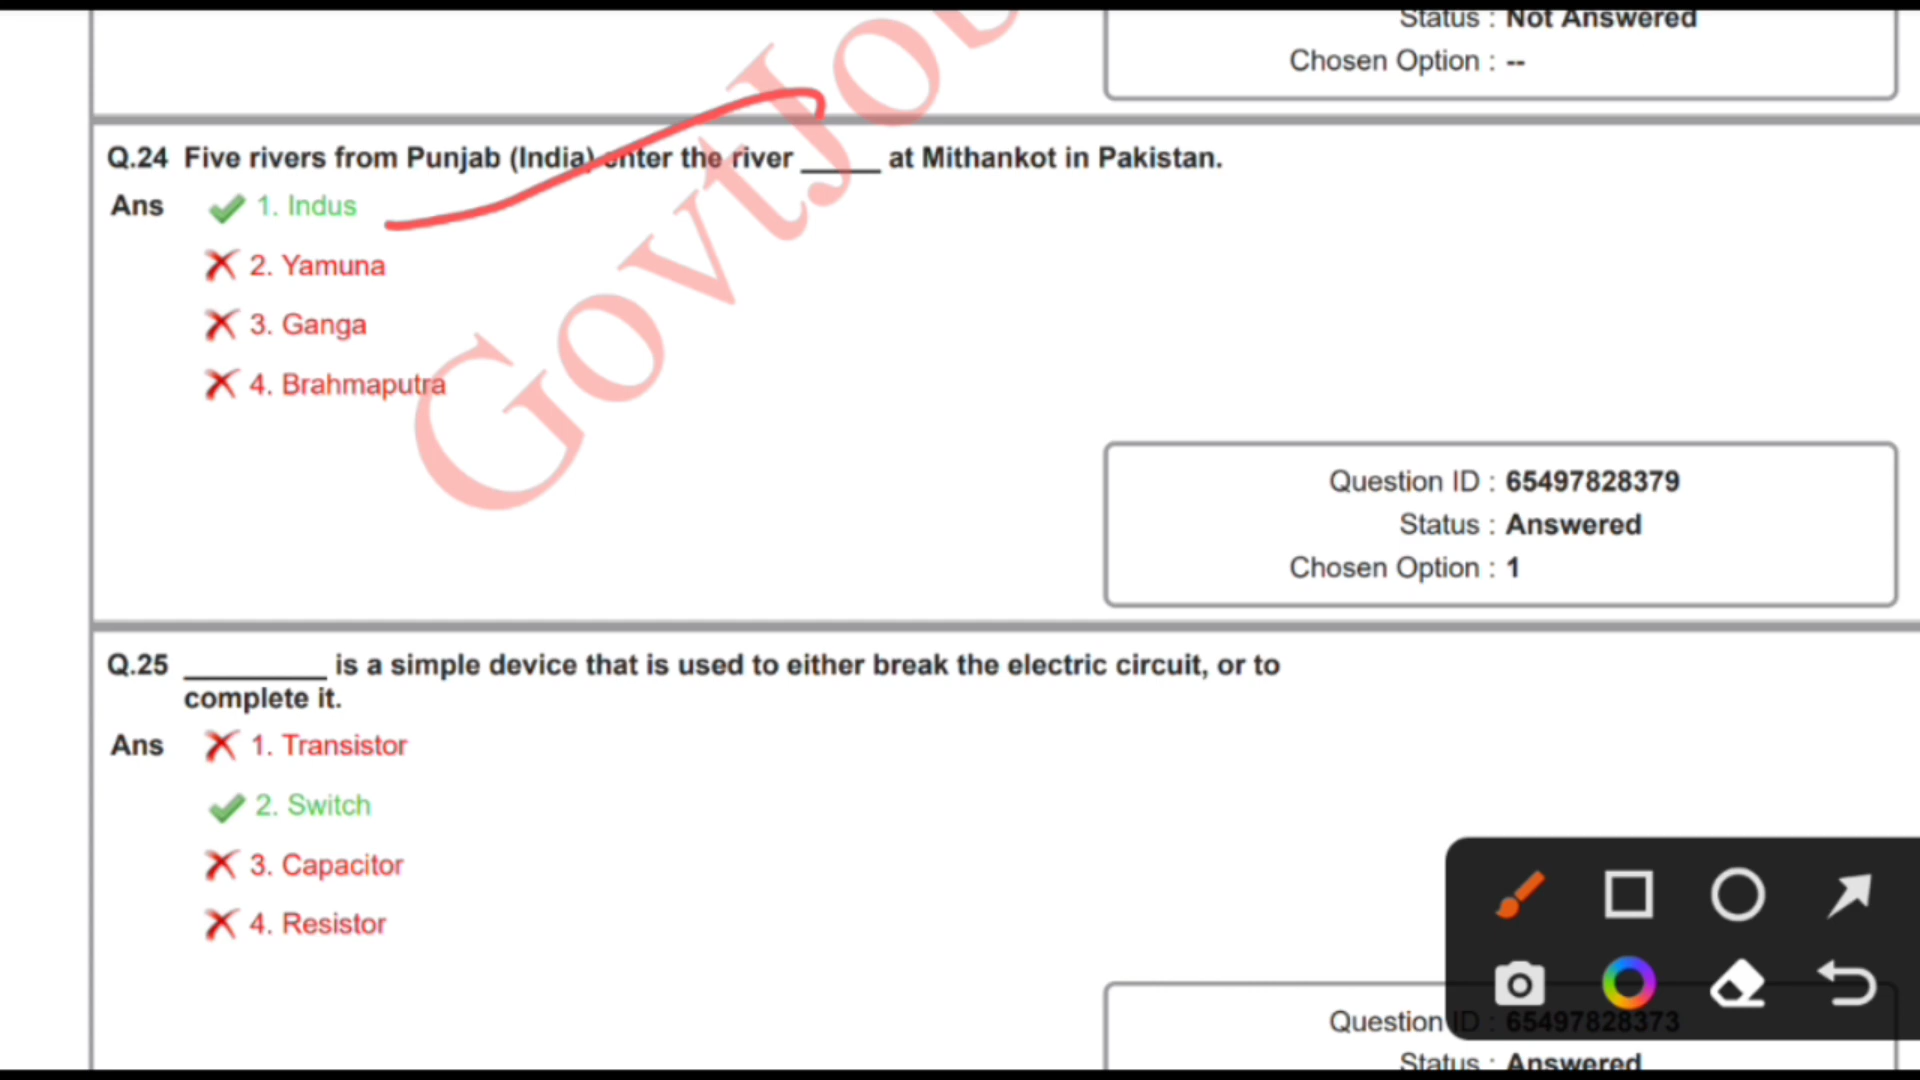 Status : Not Answered
Chosen Option : --
Q.24 Five rivers from Punjab (India) enter the river _____ at Mithankot in Pakistan.
Ans 1. Indus
2. Yamuna
3. Ganga
4. Brahmaputra
GovtJo
Question ID : 65497828379
Status : Answered
Chosen Option : 1
Q.25 _________ is a simple device that is used to either break the electric circuit, or to
complete it.
Ans 1. Transistor
2. Switch
3. Capacitor
4. Resistor
Question ID : 65497828373
Status : Answered